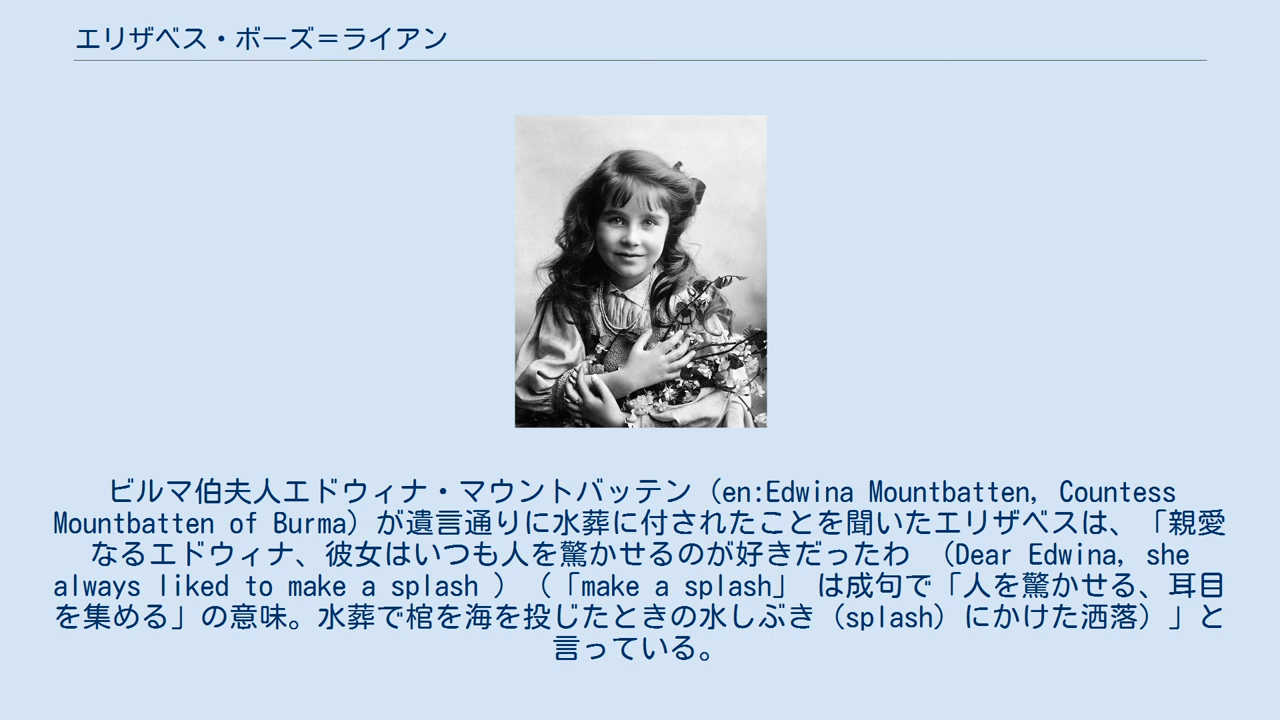 エリザベス・ボーズ＝ライアン
ビルマ伯夫人エドウィナ・マウントバッテン（en:Edwina Mountbatten, Countess
Mountbatten of Burma）が遺言通りに水葬に付されたことを聞いたエリザベスは、「親愛
なるエドウィナ、彼女はいつも人を驚かせるのが好きだったわ （Dear Edwina, she
always liked to make a splash ）（「make a splash」 は成句で「人を驚かせる、耳目
を集める」の意味。水葬で棺を海を投じたときの水しぶき（splash）にかけた洒落）」と
言っている。